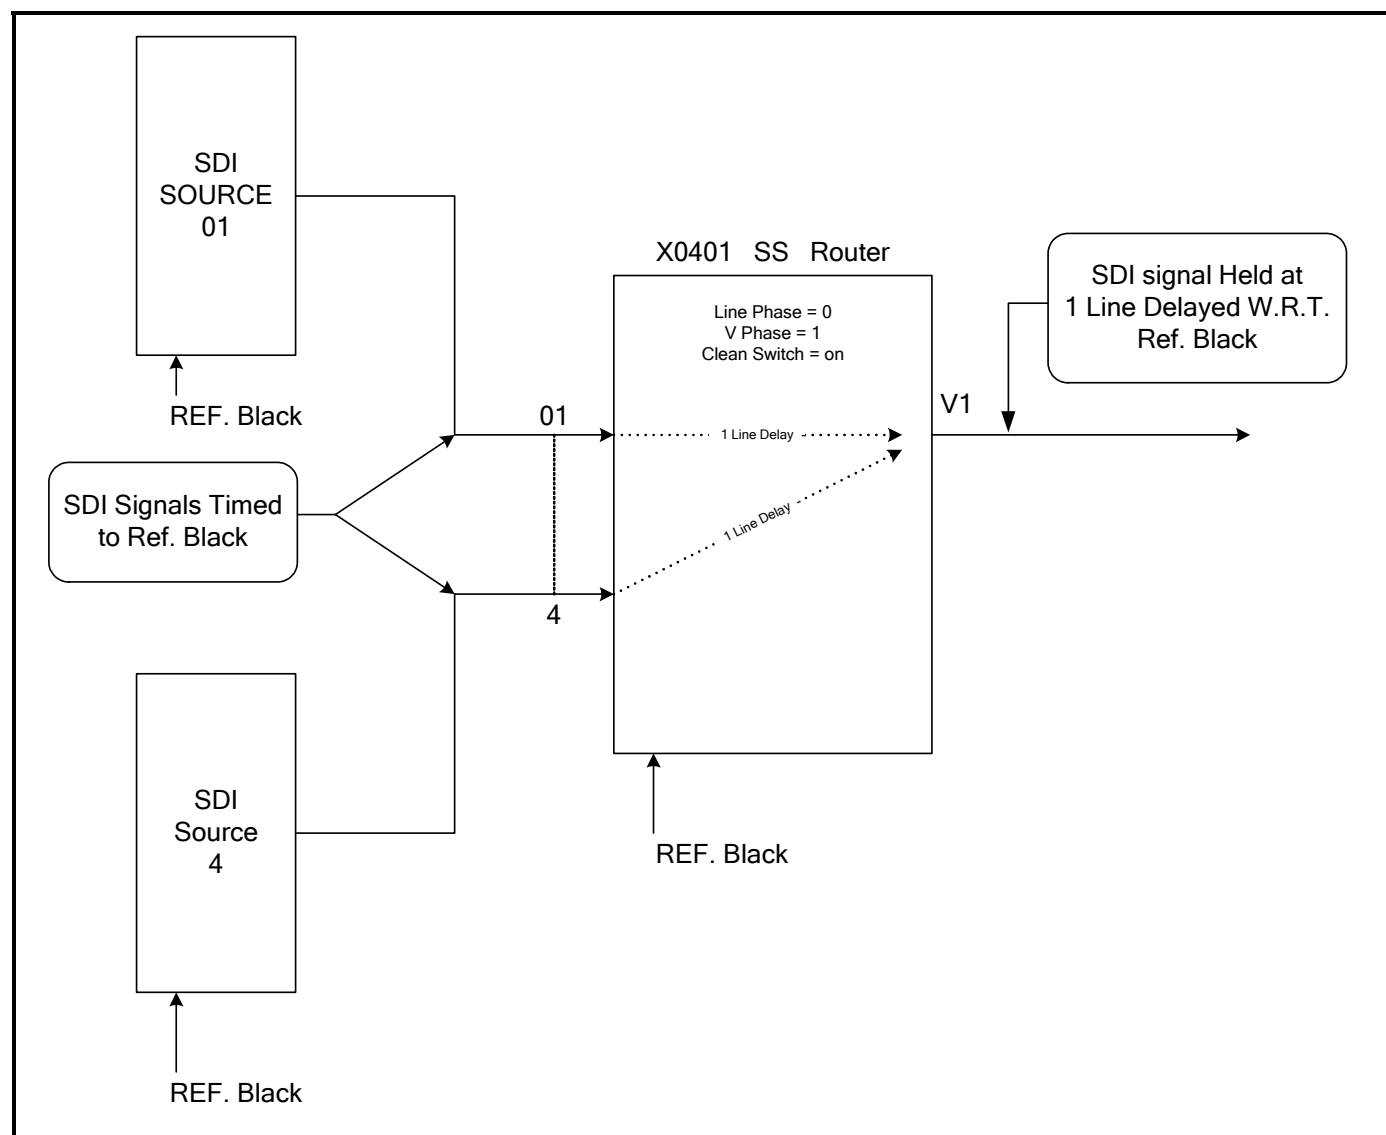 SDI
SOURCE
01
REF. Black
SDI Signals Timed
to Ref. Black
01
4
SDI
Source
4
REF. Black
X0401 SS Router
Line Phase = 0
V Phase = 1
Clean Switch = on
1 Line Delay
1 Line Delay
REF. Black
V1
SDI signal Held at
1 Line Delayed W.R.T.
Ref. Black